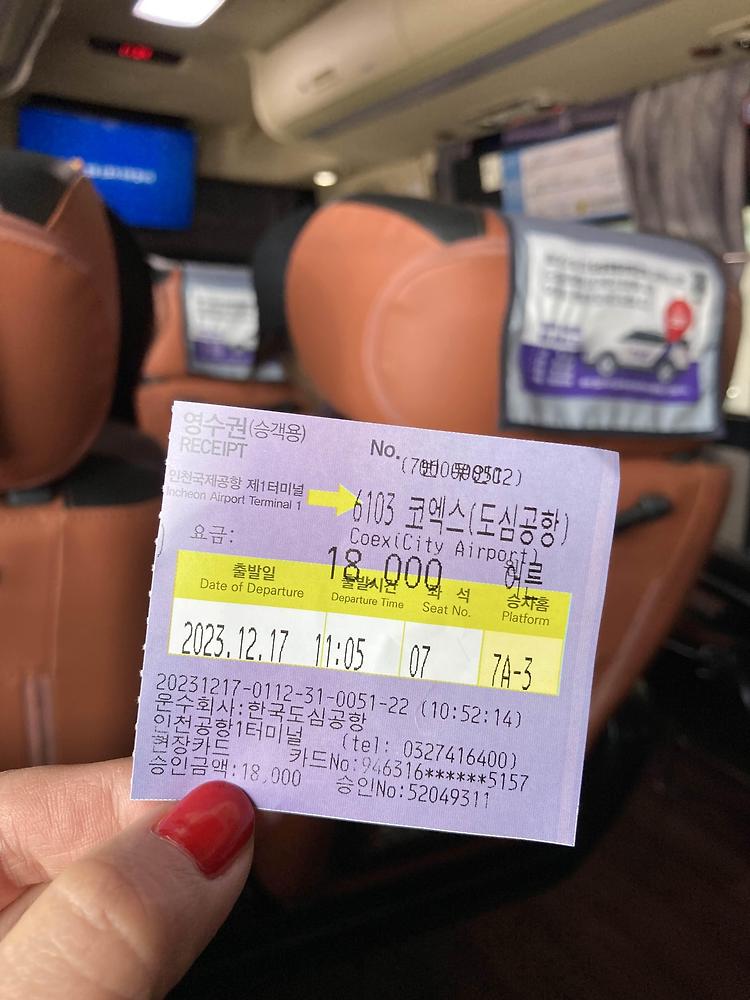 영수권(승객용)
RECEIPT
No.
인천국제공항 제1터미널
Incheon Airport Terminal 1
6103 코엑스(도심공항)
Coex(City Airport)
요금:
18,000
출발일
Date of Departure
출발시간
Departure Time
좌 석
Seat No.
승차홈
Platform
2023.12.17
11:05
07
7A-3
20231217-0112-31-0051-22 (10:52:14)
운수회사:한국도심공항
인천공항1터미널 (tel: 0327416400)
현장카드 카드No:946316******5157
승인금액:18,000 승인No:52049311